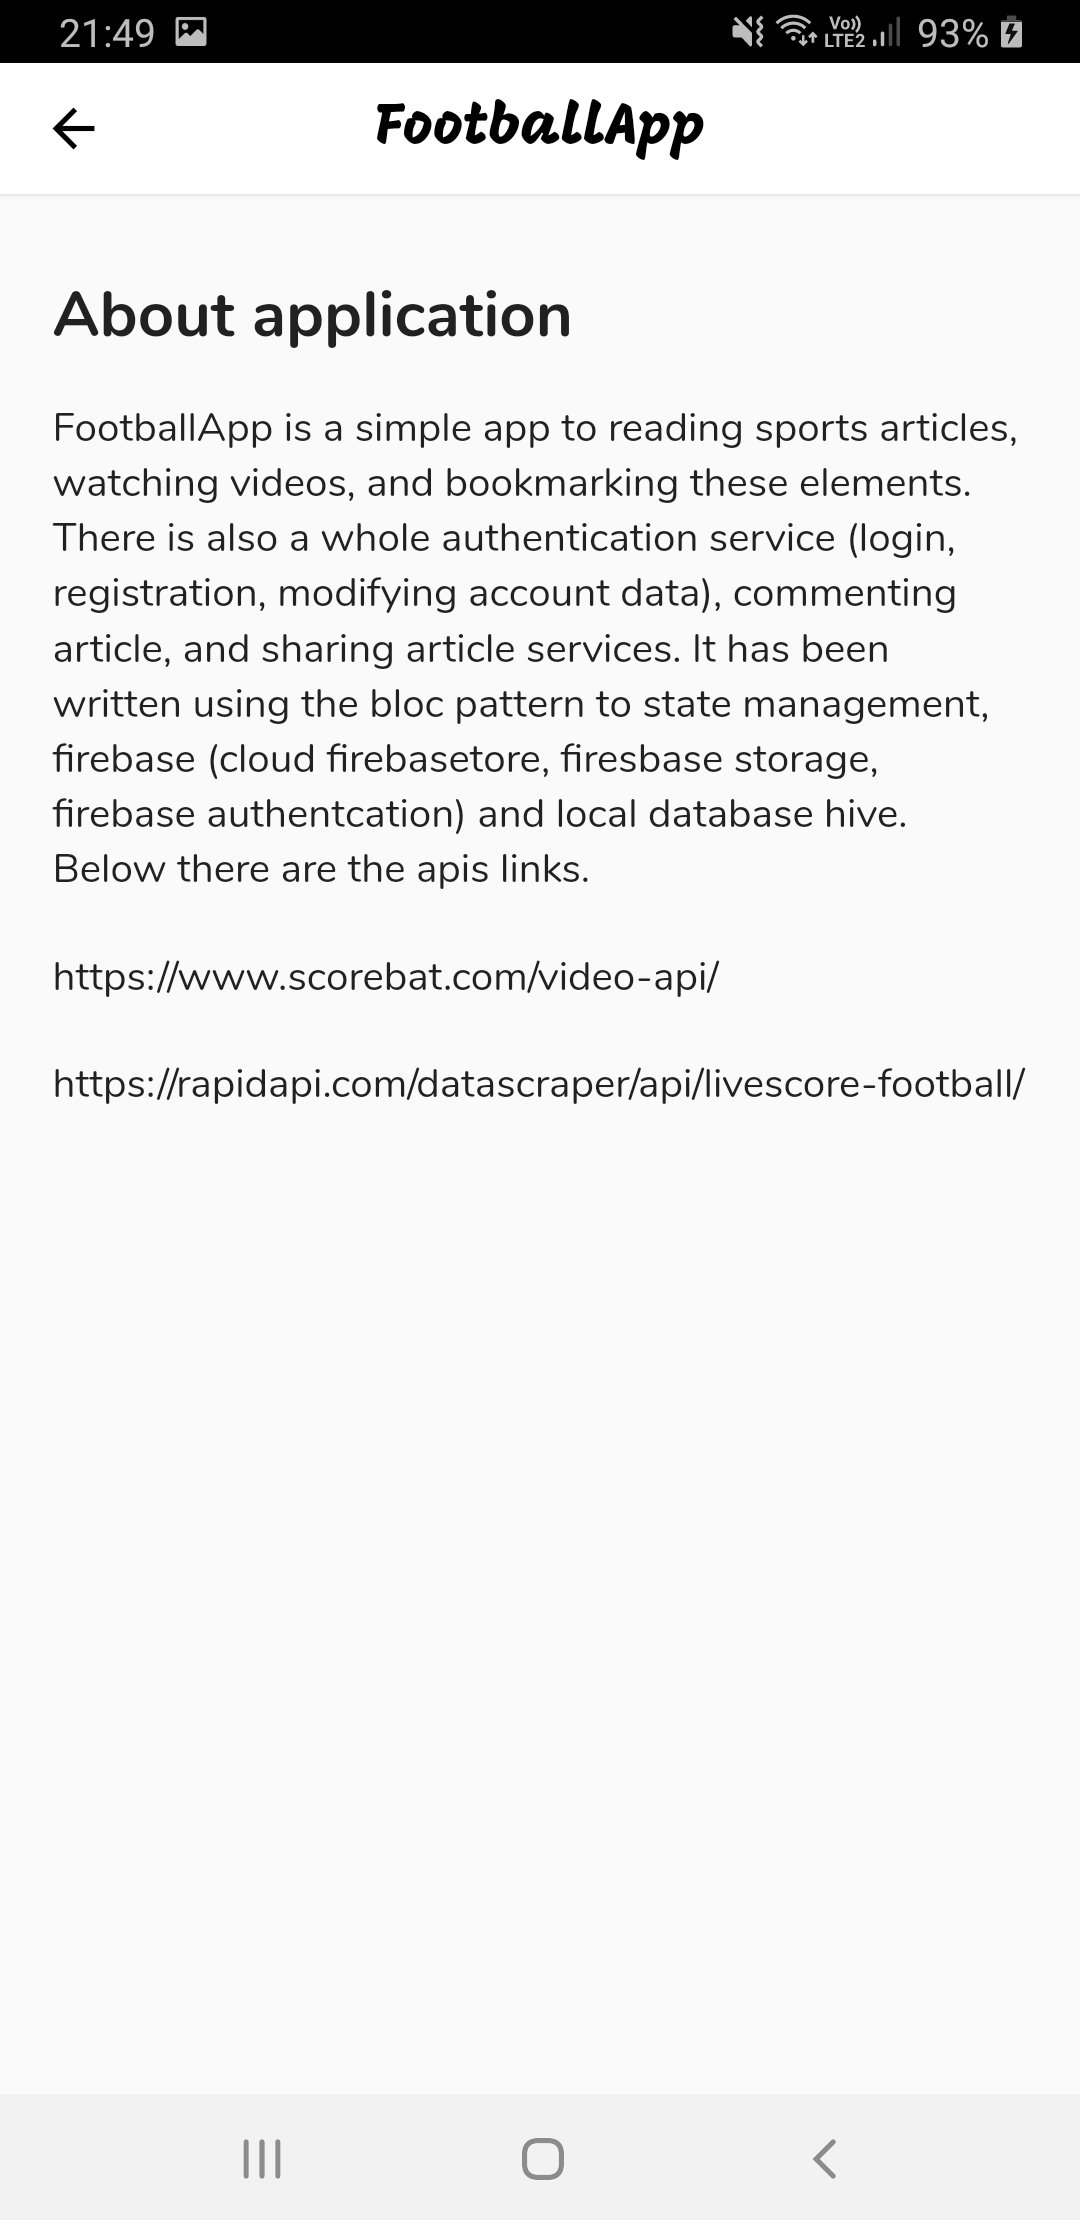 21:49
Vo)) LTE2 93%
FootballApp
About application
FootballApp is a simple app to reading sports articles,
watching videos, and bookmarking these elements.
There is also a whole authentication service (login,
registration, modifying account data), commenting
article, and sharing article services. It has been
written using the bloc pattern to state management,
firebase (cloud firebasetore, firesbase storage,
firebase authentcation) and local database hive.
Below there are the apis links.
https://www.scorebat.com/video-api/
https://rapidapi.com/datascraper/api/livescore-football/